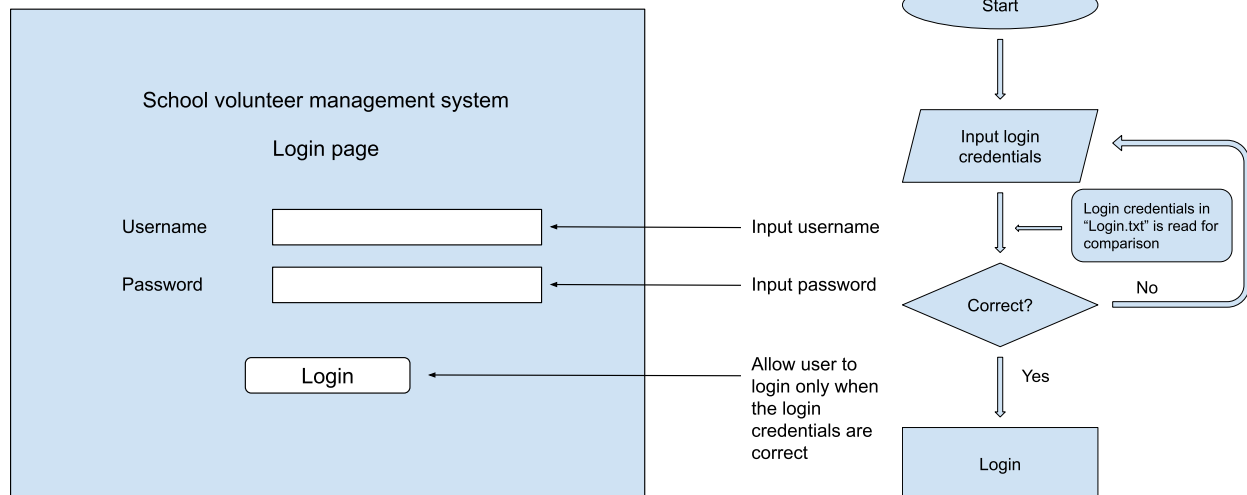 School volunteer management system
Login page
Username
Password
Login
Input username
Input password
Allow user to
login only when
the login
credentials are
correct
Start
Input login
credentials
Login credentials in
“Login.txt” is read for
comparison
Correct?
No
Yes
Login